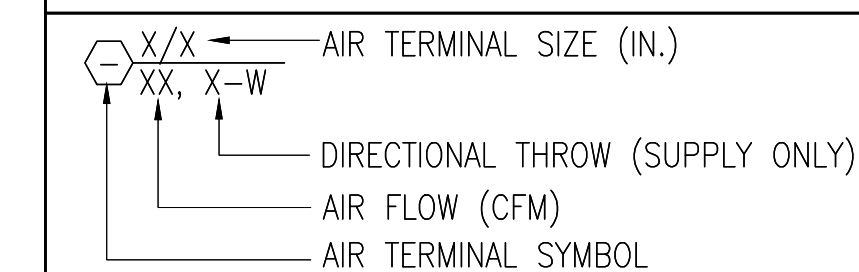 X/X AIR TERMINAL SIZE (IN.)
-
XX, X-W
DIRECTIONAL THROW (SUPPLY ONLY)
AIR FLOW (CFM)
AIR TERMINAL SYMBOL